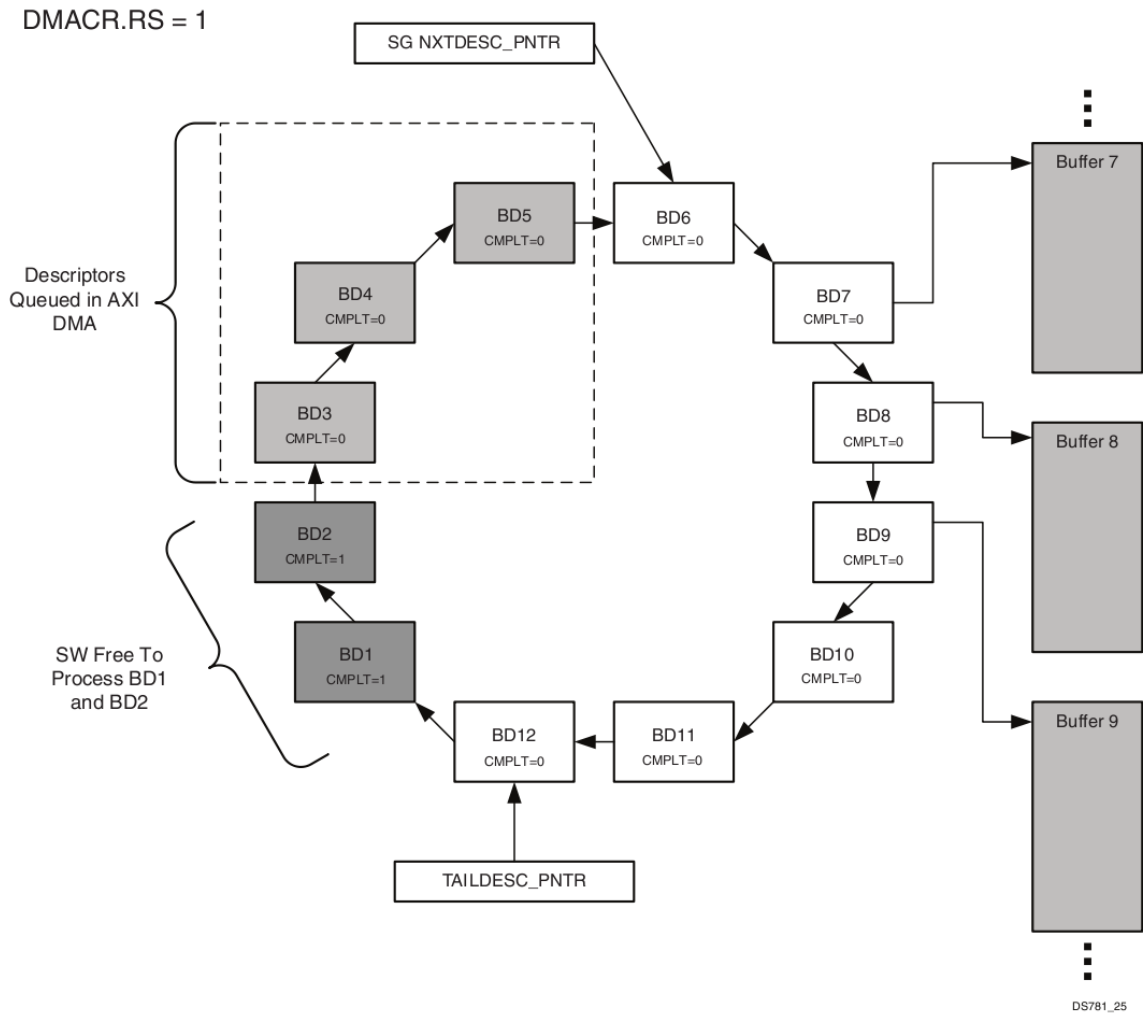 DMACR.RS = 1
SG NXTDESC_PNTR
Buffer 7
BD5
CMPLT=0
BD6
CMPLT=0
Descriptors
Queued in AXI
DMA
BD4
CMPLT=0
BD7
CMPLT=0
BD3
CMPLT=0
BD8
CMPLT=0
Buffer 8
BD2
CMPLT=1
BD9
CMPLT=0
SW Free To
Process BD1
and BD2
BD1
CMPLT=1
BD10
CMPLT=0
BD12
CMPLT=0
BD11
CMPLT=0
Buffer 9
TAILDESC_PNTR
DS781_25